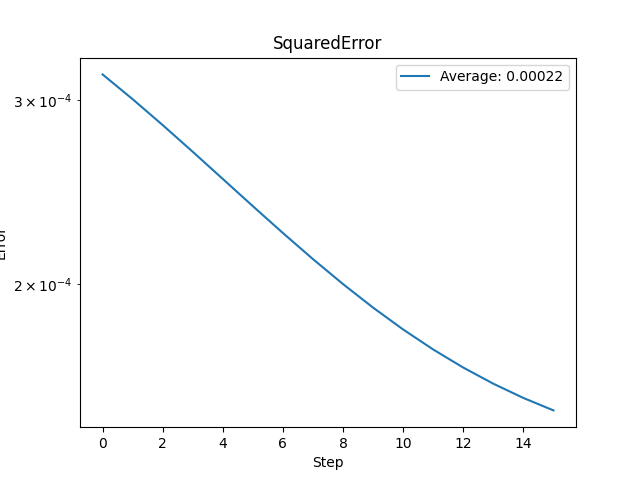 SquaredError
Average: 0.00022
3 × 10⁻⁴
Error
2 × 10⁻⁴
0 2 4 6 8 10 12 14
Step